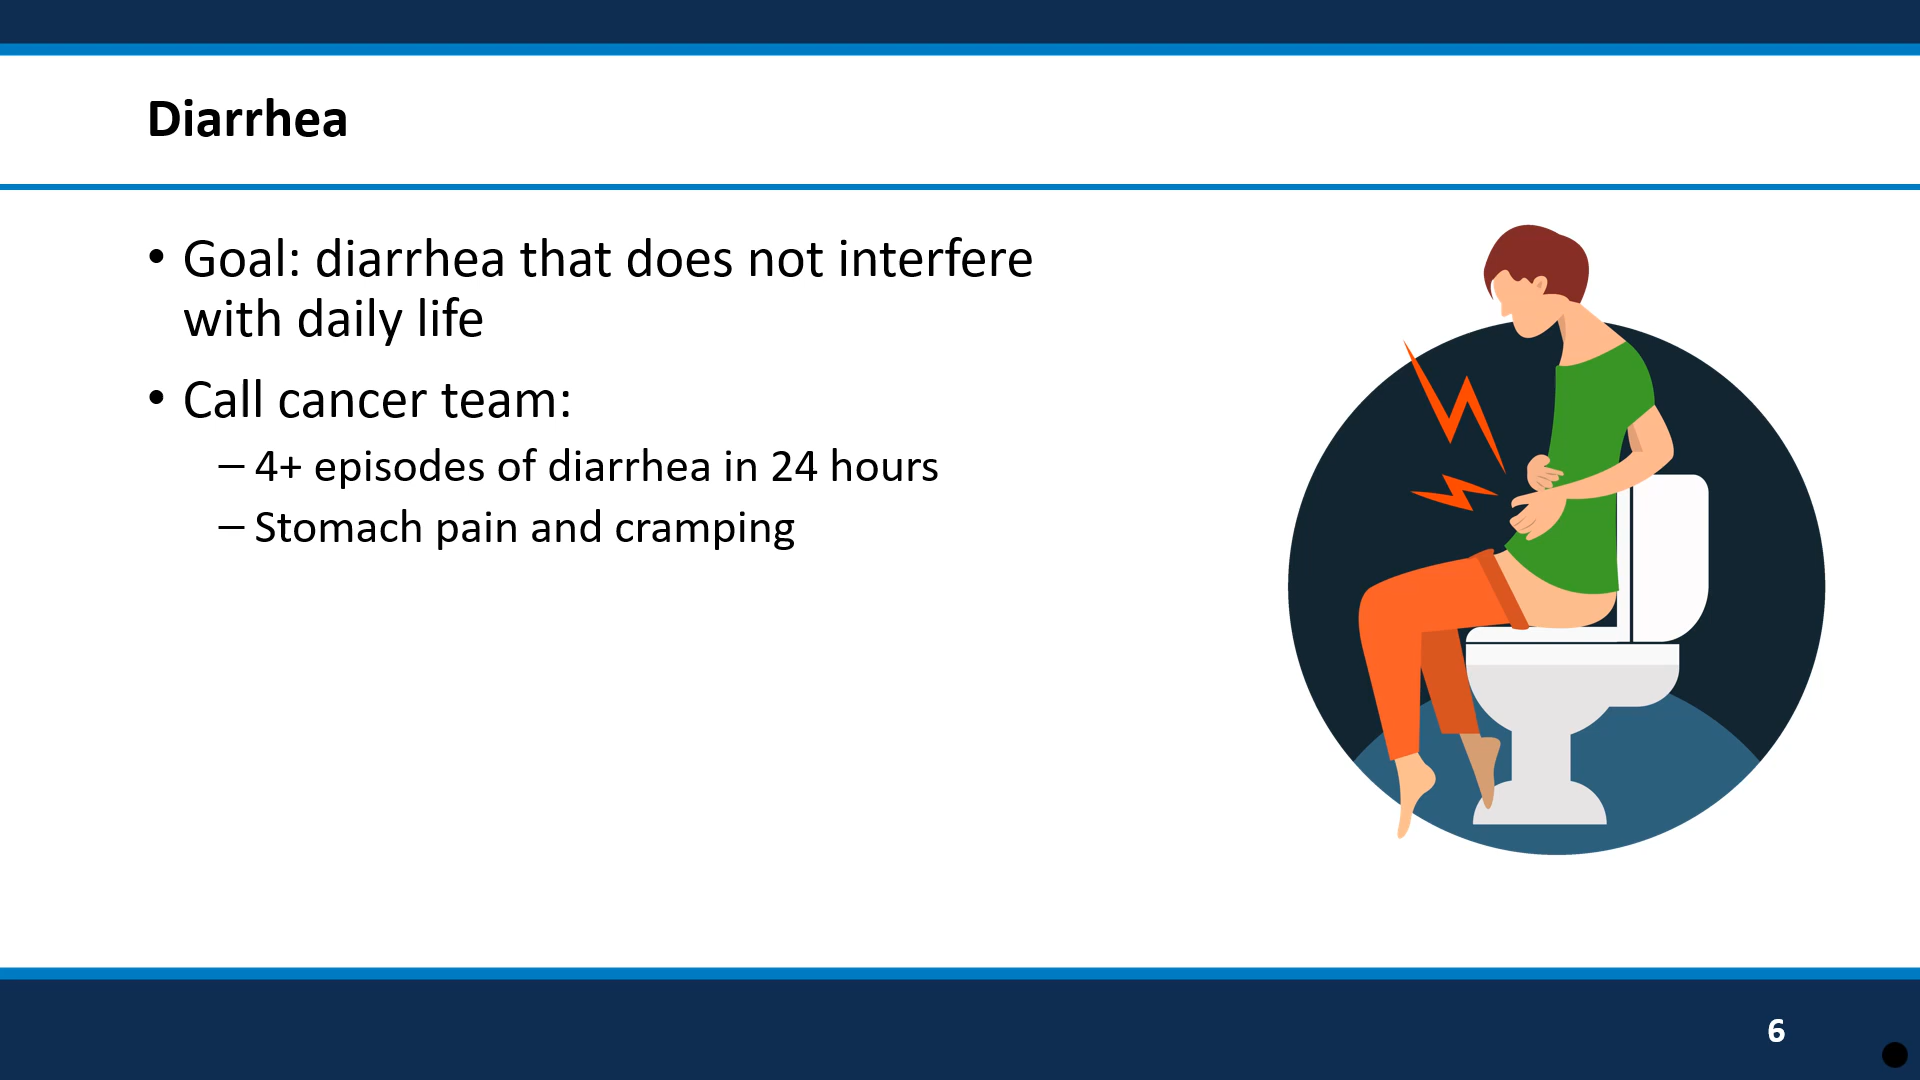 Diarrhea
• Goal: diarrhea that does not interfere
with daily life
• Call cancer team:
– 4+ episodes of diarrhea in 24 hours
– Stomach pain and cramping
6